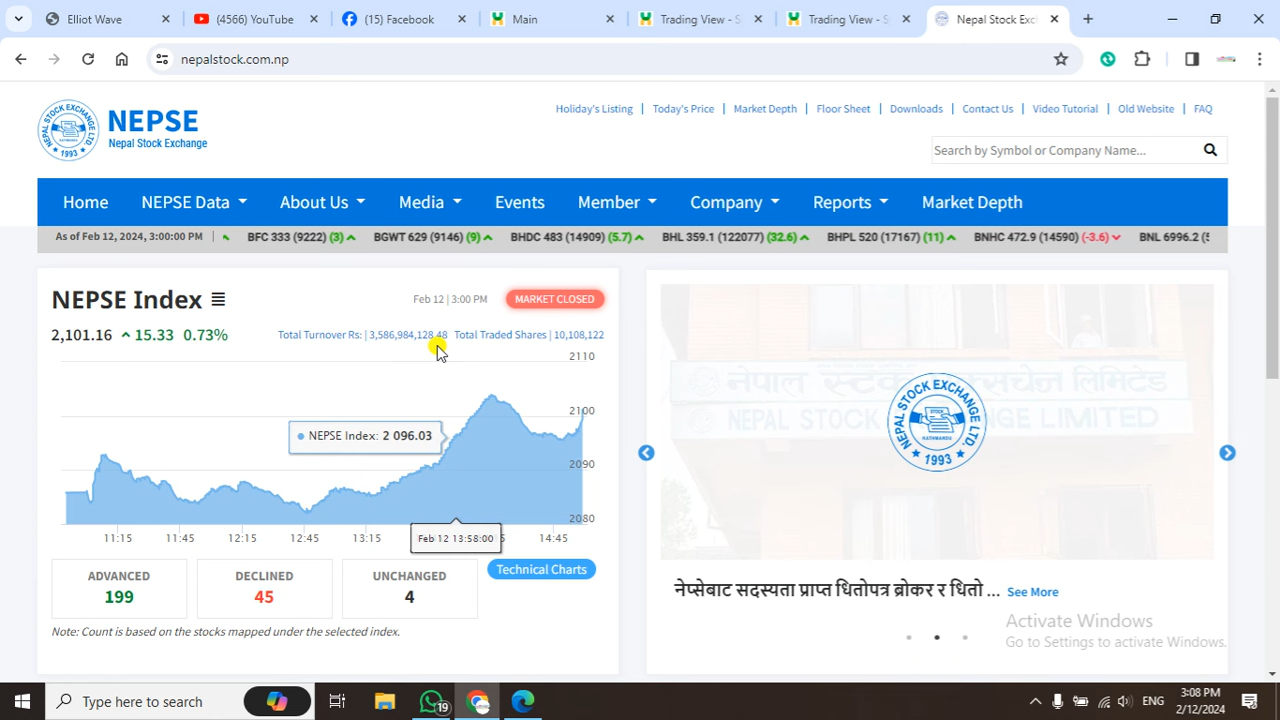 Elliot Wave
(4566) YouTube
(15) Facebook
Main
Trading View - S
Trading View - S
Nepal Stock Exc
nepalstock.com.np
NEPSE
Nepal Stock Exchange
NEPAL STOCK EXCHANGE LTD.
1993
Holiday's Listing | Today's Price | Market Depth | Floor Sheet | Downloads | Contact Us | Video Tutorial | Old Website | FAQ
Search by Symbol or Company Name...
Home NEPSE Data About Us Media Events Member Company Reports Market Depth
As of Feb 12, 2024, 3:00:00 PM | BFC 333 (9222) (3) BGWT 629 (9146) (9) BHDC 483 (14909) (5.7) BHL 359.1 (122077) (32.6) BHPL 520 (17167) (11) BNHC 472.9 (14590) (-3.6) BNL 6996.2
NEPSE Index
Feb 12 | 3:00 PM
MARKET CLOSED
2,101.16 15.33 0.73%
Total Turnover Rs: | 3,586,984,128.48 Total Traded Shares | 10,108,122
2110
2100
NEPSE Index: 2 096.03
2090
2080
11:15 11:45 12:15 12:45 13:15 14:45
Feb 12 13:58:00
ADVANCED
199
DECLINED
45
UNCHANGED
4
Technical Charts
Note: Count is based on the stocks mapped under the selected index.
नेपाल स्टक एक्सचेन्ज लिमिटेड
NEPAL STOCK EXCHANGE LIMITED
STOCK EXCHANGE
NEPAL
STOCK
KATHMANDU
1993
नेप्सेबाट सदस्यता प्राप्त धितोपत्र ब्रोकर र धितो ... See More
Activate Windows
Go to Settings to activate Windows.
Type here to search
19
ENG
3:08 PM
2/12/2024